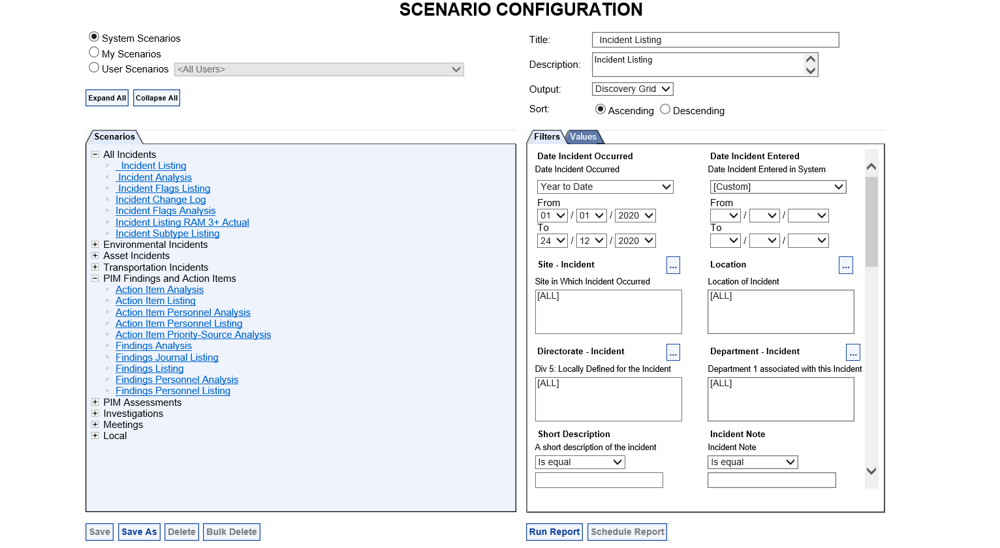 SCENARIO CONFIGURATION
System Scenarios
My Scenarios
User Scenarios <All Users>
Expand All Collapse All
Title: Incident Listing
Description: Incident Listing
Output: Discovery Grid
Sort: Ascending Descending
Scenarios
All Incidents
Incident Listing
Incident Analysis
Incident Flags Listing
Incident Change Log
Incident Flags Analysis
Incident Listing RAM 3+ Actual
Incident Subtype Listing
Environmental Incidents
Asset Incidents
Transportation Incidents
PIM Findings and Action Items
Action Item Analysis
Action Item Listing
Action Item Personnel Analysis
Action Item Personnel Listing
Action Item Priority-Source Analysis
Findings Analysis
Findings Journal Listing
Findings Listing
Findings Personnel Analysis
Findings Personnel Listing
PIM Assessments
Investigations
Meetings
Local
Save Save As Delete Bulk Delete
Filters Values
Date Incident Occurred
Date Incident Occurred
Year to Date
From
01 / 01 / 2020
To
24 / 12 / 2020
Date Incident Entered
Date Incident Entered in System
[Custom]
From
/ /
To
/ /
Site - Incident ...
Site in Which Incident Occurred
[ALL]
Location ...
Location of Incident
[ALL]
Directorate - Incident ...
Div 5: Locally Defined for the Incident
[ALL]
Department - Incident ...
Department 1 associated with this Incident
[ALL]
Short Description
A short description of the incident
Is equal
Incident Note
Incident Note
Is equal
Run Report Schedule Report